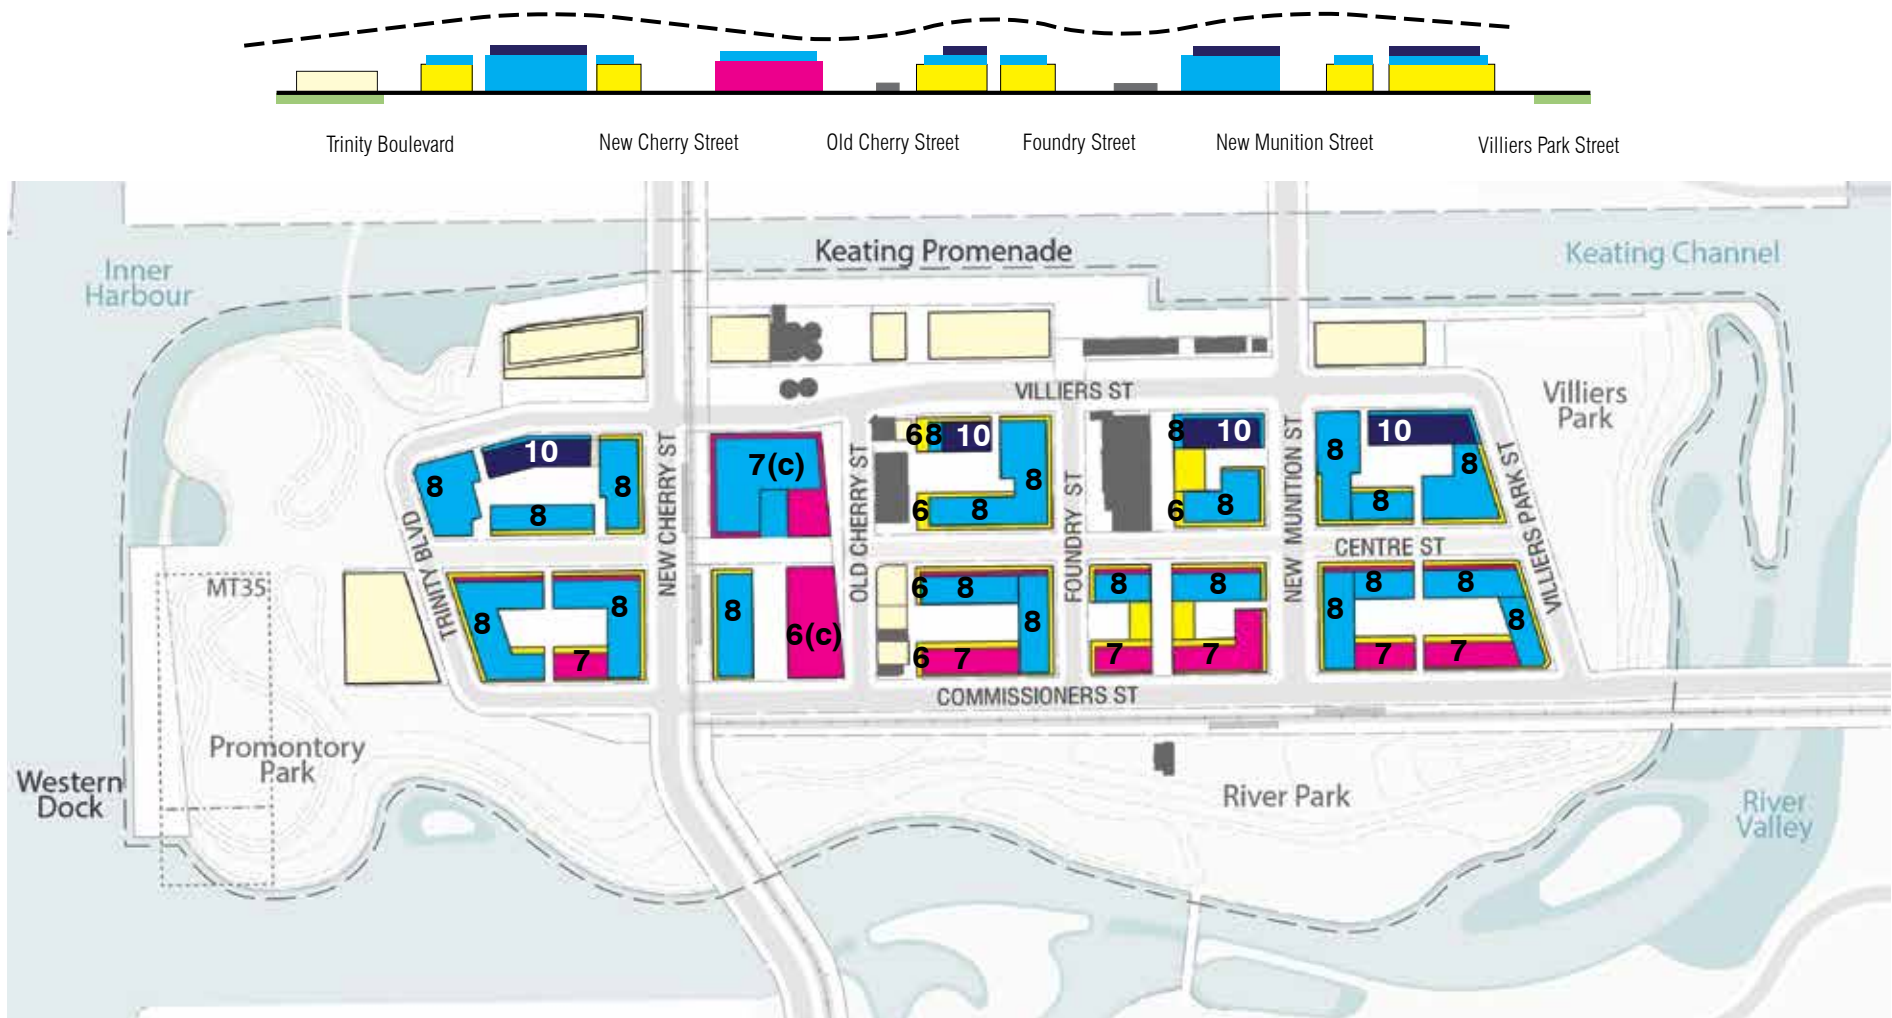 Trinity Boulevard
New Cherry Street
Old Cherry Street
Foundry Street
New Munition Street
Villiers Park Street
Keating Promenade
Keating Channel
Inner
Harbour
VILLIERS ST
Villiers
Park
10
8
8
8
7(c)
6
8
10
8
6
8
8
10
6
8
8
10
8
8
TRINITY BLVD
NEW CHERRY ST
OLD CHERRY ST
FOUNDRY ST
NEW MUNITION ST
VILLIERS PARK ST
CENTRE ST
MT35
8
8
7
8
6(c)
6
8
8
6
7
8
8
7
7
8
8
8
8
7
7
COMMISSIONERS ST
Promontory
Park
Western
Dock
River Park
River
Valley